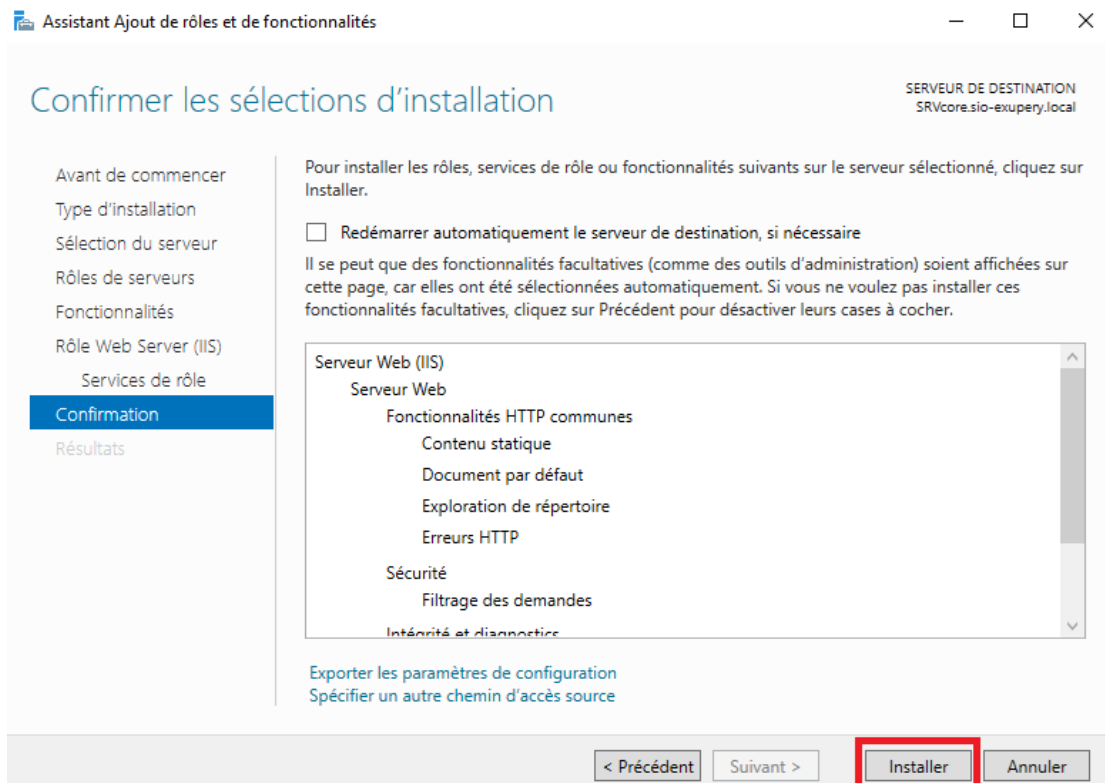 Assistant Ajout de rôles et de fonctionnalités
Confirmer les sélections d'installation
SERVEUR DE DESTINATION
SRVcore.sio-exupery.local
Avant de commencer
Type d'installation
Sélection du serveur
Rôles de serveurs
Fonctionnalités
Rôle Web Server (IIS)
Services de rôle
Confirmation
Résultats
Pour installer les rôles, services de rôle ou fonctionnalités suivants sur le serveur sélectionné, cliquez sur
Installer.
Redémarrer automatiquement le serveur de destination, si nécessaire
Il se peut que des fonctionnalités facultatives (comme des outils d'administration) soient affichées sur
cette page, car elles ont été sélectionnées automatiquement. Si vous ne voulez pas installer ces
fonctionnalités facultatives, cliquez sur Précédent pour désactiver leurs cases à cocher.
Serveur Web (IIS)
Serveur Web
Fonctionnalités HTTP communes
Contenu statique
Document par défaut
Exploration de répertoire
Erreurs HTTP
Sécurité
Filtrage des demandes
Intégrité et diagnostics
Exporter les paramètres de configuration
Spécifier un autre chemin d'accès source
< Précédent
Suivant >
Installer
Annuler